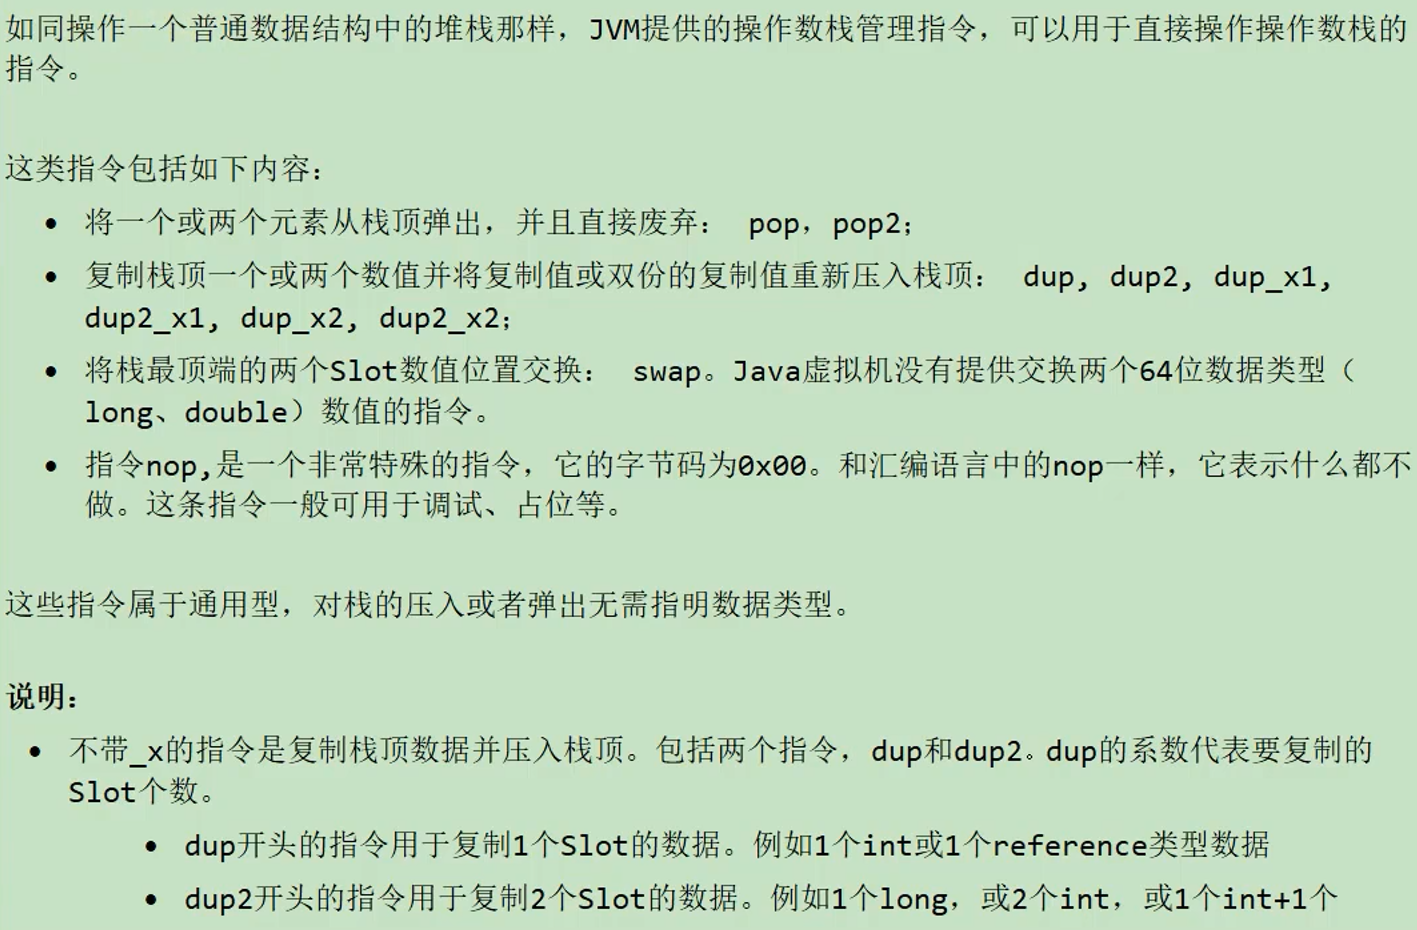 如同操作一个普通数据结构中的堆栈那样，JVM提供的操作数栈管理指令，可以用于直接操作操作数栈的
指令。
这类指令包括如下内容：
• 将一个或两个元素从栈顶弹出，并且直接废弃： pop，pop2；
• 复制栈顶一个或两个数值并将复制值或双份的复制值重新压入栈顶： dup, dup2, dup_x1,
dup2_x1, dup_x2, dup2_x2；
• 将栈最顶端的两个Slot数值位置交换： swap。Java虚拟机没有提供交换两个64位数据类型（
long、double）数值的指令。
• 指令nop,是一个非常特殊的指令，它的字节码为0x00。和汇编语言中的nop一样，它表示什么都不
做。这条指令一般可用于调试、占位等。
这些指令属于通用型，对栈的压入或者弹出无需指明数据类型。
说明：
• 不带_x的指令是复制栈顶数据并压入栈顶。包括两个指令，dup和dup2。dup的系数代表要复制的
Slot个数。
• dup开头的指令用于复制1个Slot的数据。例如1个int或1个reference类型数据
• dup2开头的指令用于复制2个Slot的数据。例如1个long，或2个int，或1个int+1个